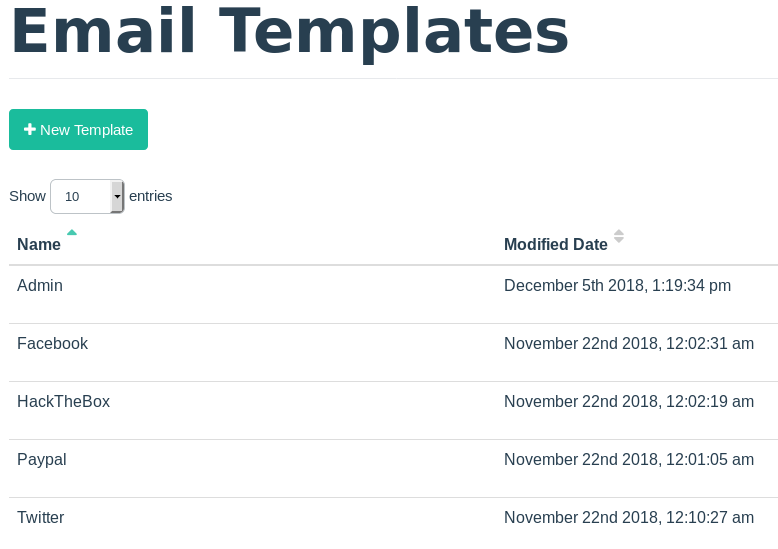 Email Templates
New Template
Show 10 entries
Name Modified Date
Admin December 5th 2018, 1:19:34 pm
Facebook November 22nd 2018, 12:02:31 am
HackTheBox November 22nd 2018, 12:02:19 am
Paypal November 22nd 2018, 12:01:05 am
Twitter November 22nd 2018, 12:10:27 am